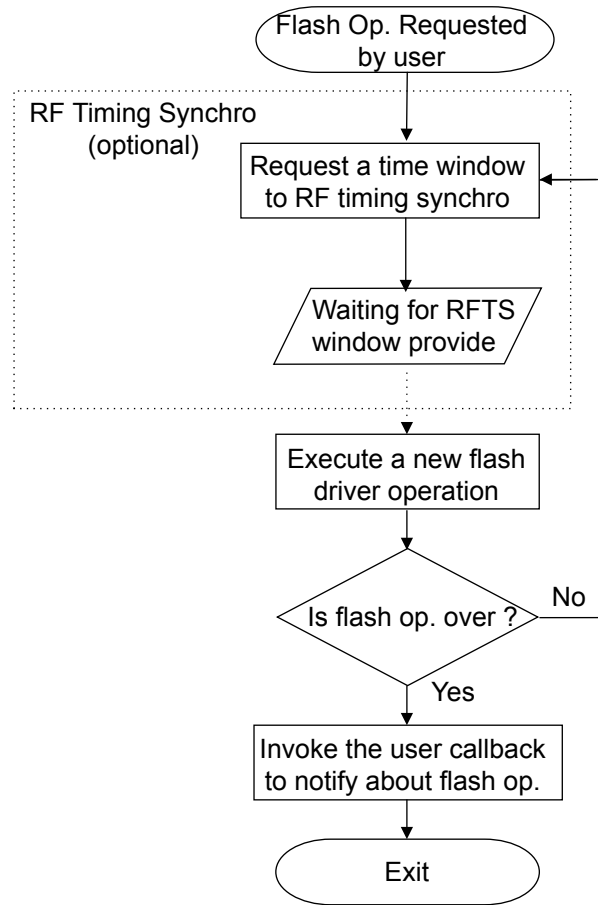 Flash Op. Requested
by user
RF Timing Synchro
(optional)
Request a time window
to RF timing synchro
Waiting for RFTS
window provide
Execute a new flash
driver operation
Is flash op. over ?
No
Yes
Invoke the user callback
to notify about flash op.
Exit